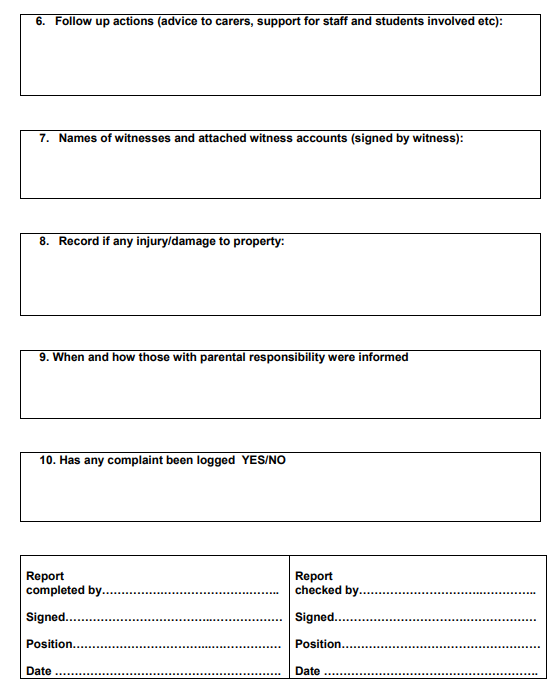 6. Follow up actions (advice to carers, support for staff and students involved etc):
7. Names of witnesses and attached witness accounts (signed by witness):
8. Record if any injury/damage to property:
9. When and how those with parental responsibility were informed
10. Has any complaint been logged  YES/NO
Report
completed by……………………………………..
Signed…………………………………………………
Position………………………………………………
Date ………………………………………………….
Report
checked by………………………………………..
Signed………………………………………………
Position……………………………………………
Date ………………………………………………..